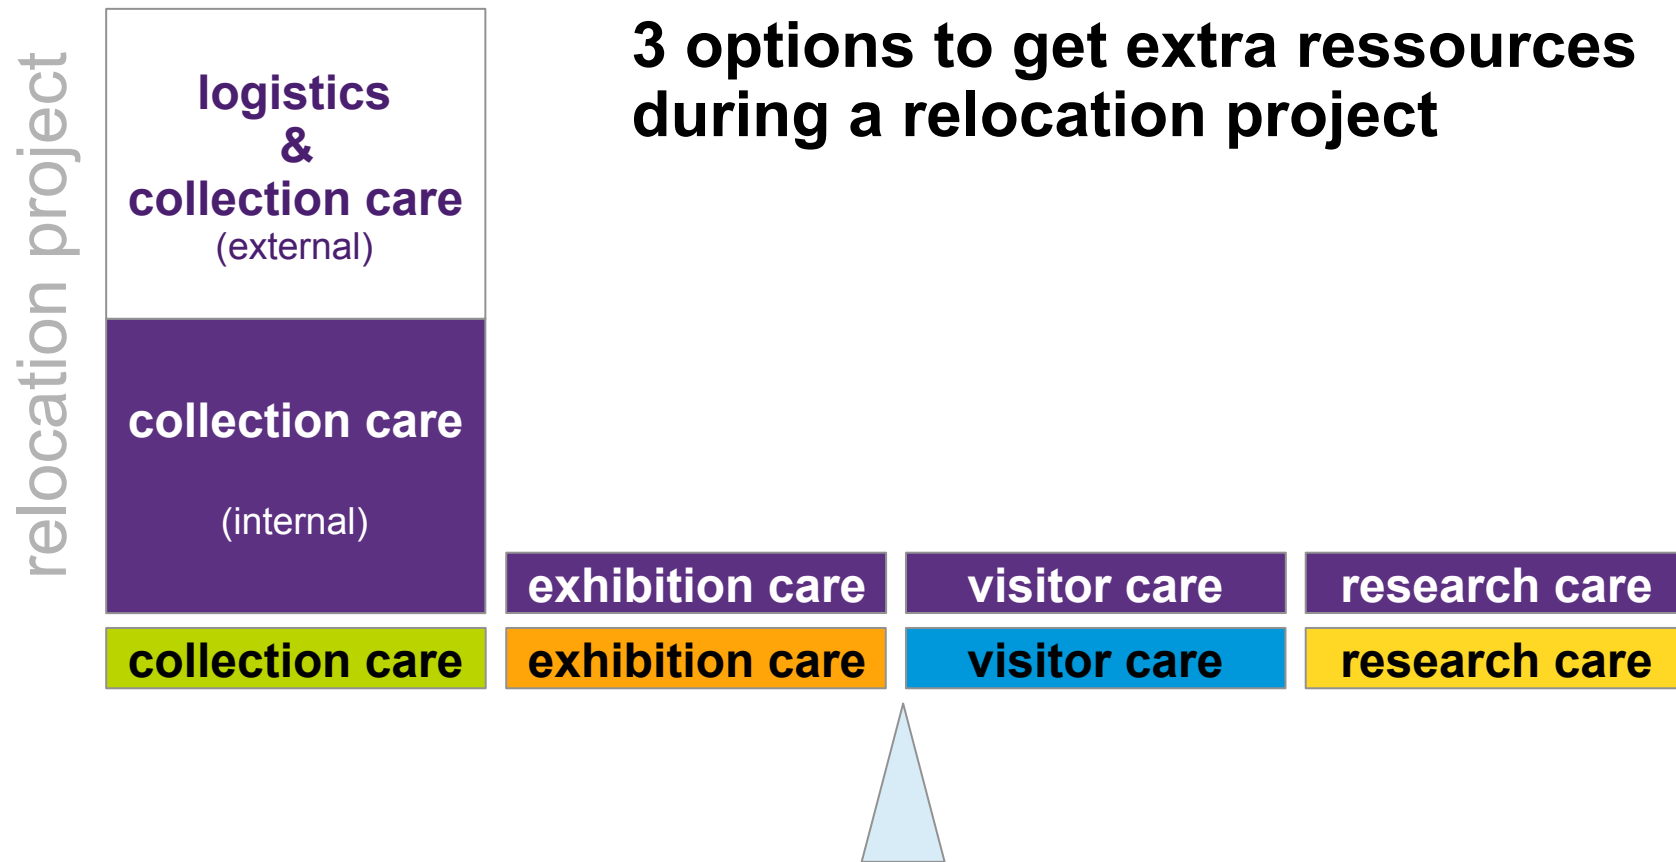 3 options to get extra ressources
during a relocation project
relocation project
logistics
&
collection care
(external)
collection care
(internal)
exhibition care
visitor care
research care
collection care
exhibition care
visitor care
research care